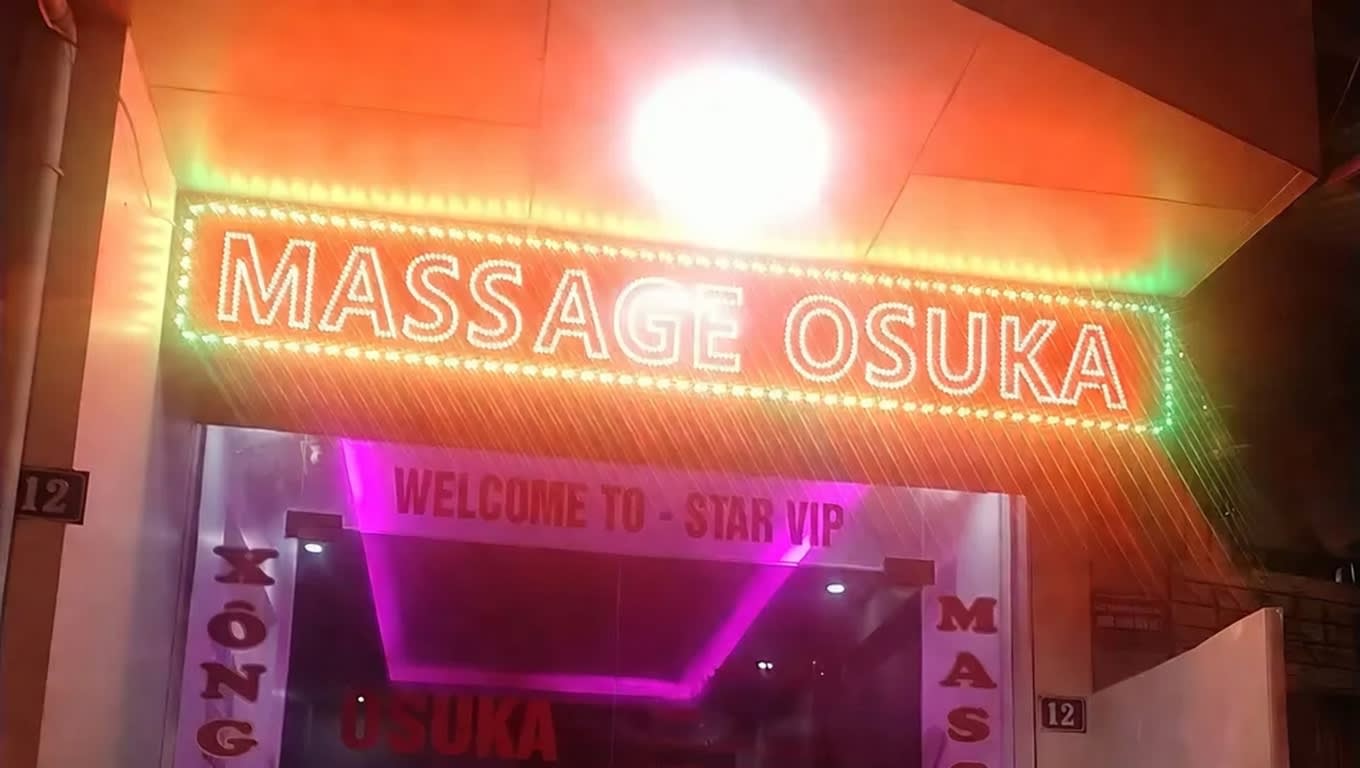 MASSAGE OSUKA
WELCOME TO - STAR VIP
12
XÔNG
OSUKA
MAS
12